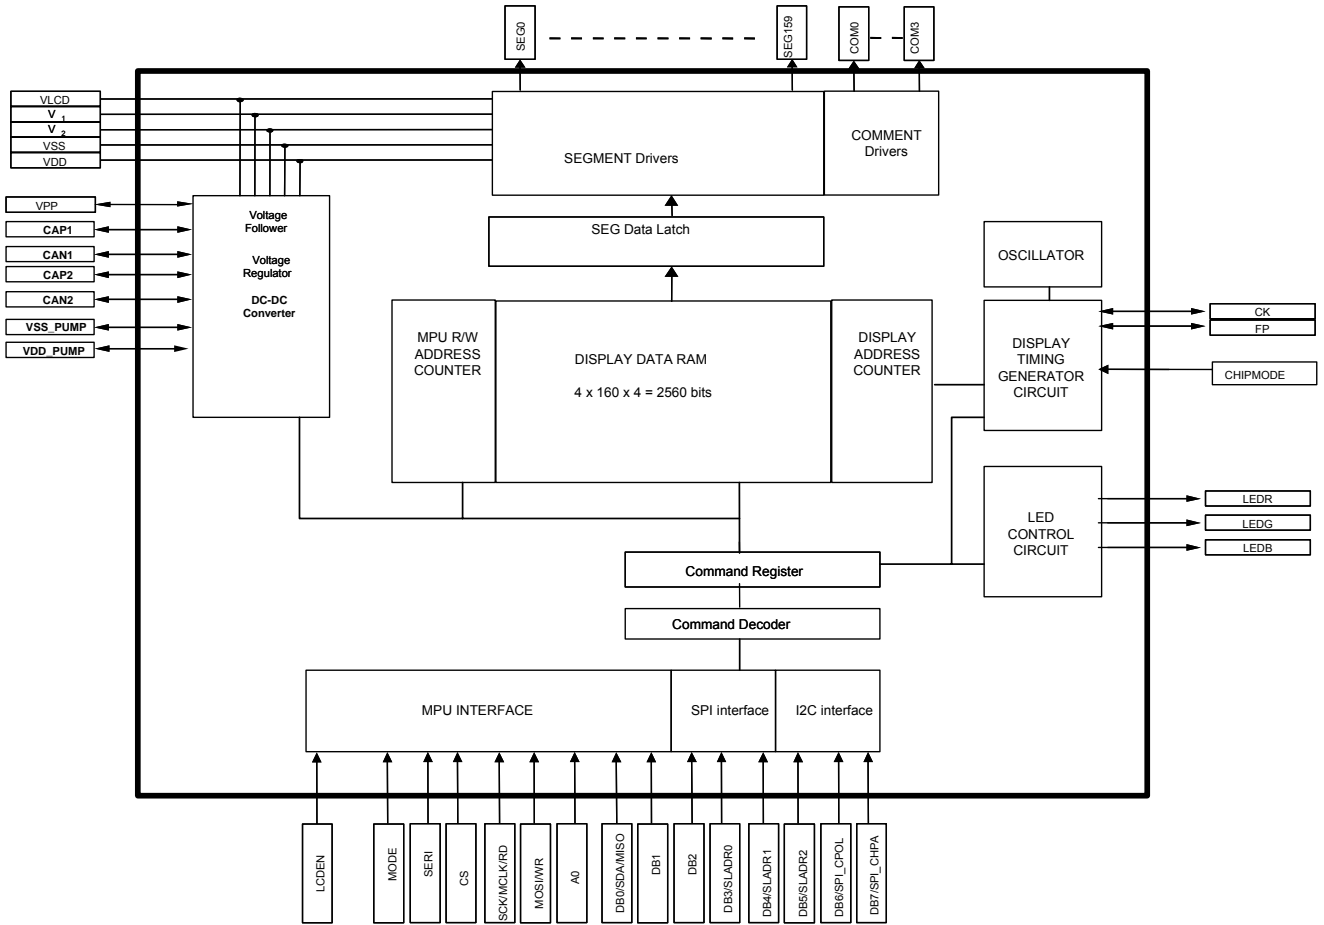 SEG0
SEG159
COM0
COM3
VLCD
V 1
V 2
VSS
VDD
SEGMENT Drivers
COMMENT
Drivers
VPP
CAP1
CAN1
CAP2
CAN2
VSS_PUMP
VDD_PUMP
Voltage
Follower
Voltage
Regulator
DC-DC
Converter
SEG Data Latch
OSCILLATOR
MPU R/W
ADDRESS
COUNTER
DISPLAY DATA RAM
4 x 160 x 4 = 2560 bits
DISPLAY
ADDRESS
COUNTER
DISPLAY
TIMING
GENERATOR
CIRCUIT
CK
FP
CHIPMODE
LED
CONTROL
CIRCUIT
LEDR
LEDG
LEDB
Command Register
Command Decoder
MPU INTERFACE
SPI interface
I2C interface
LCDEN
MODE
SERI
CS
SCK/MCLK/RD
MOSI/WR
A0
DB0/SDA/MISO
DB1
DB2
DB3/SLADR0
DB4/SLADR1
DB5/SLADR2
DB6/SPI_CPOL
DB7/SPI_CHPA